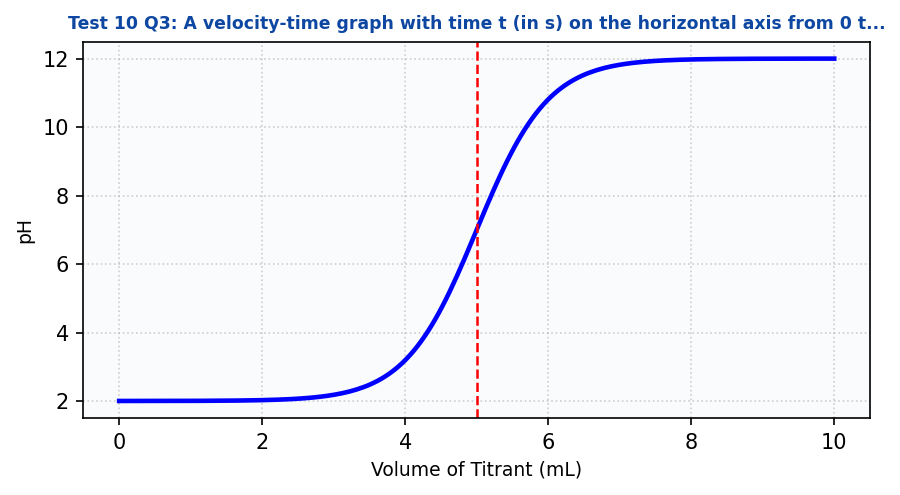 Test 10 Q3: A velocity-time graph with time t (in s) on the horizontal axis from 0 t...
12
10
8
6
4
2
pH
0 2 4 6 8 10
Volume of Titrant (mL)